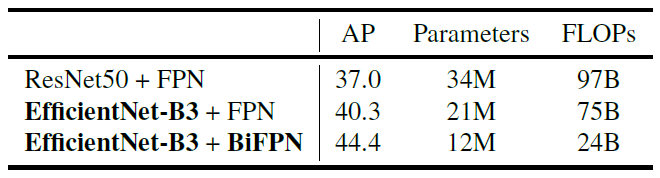 AP Parameters FLOPs
ResNet50 + FPN 37.0 34M 97B
EfficientNet-B3 + FPN 40.3 21M 75B
EfficientNet-B3 + BiFPN 44.4 12M 24B